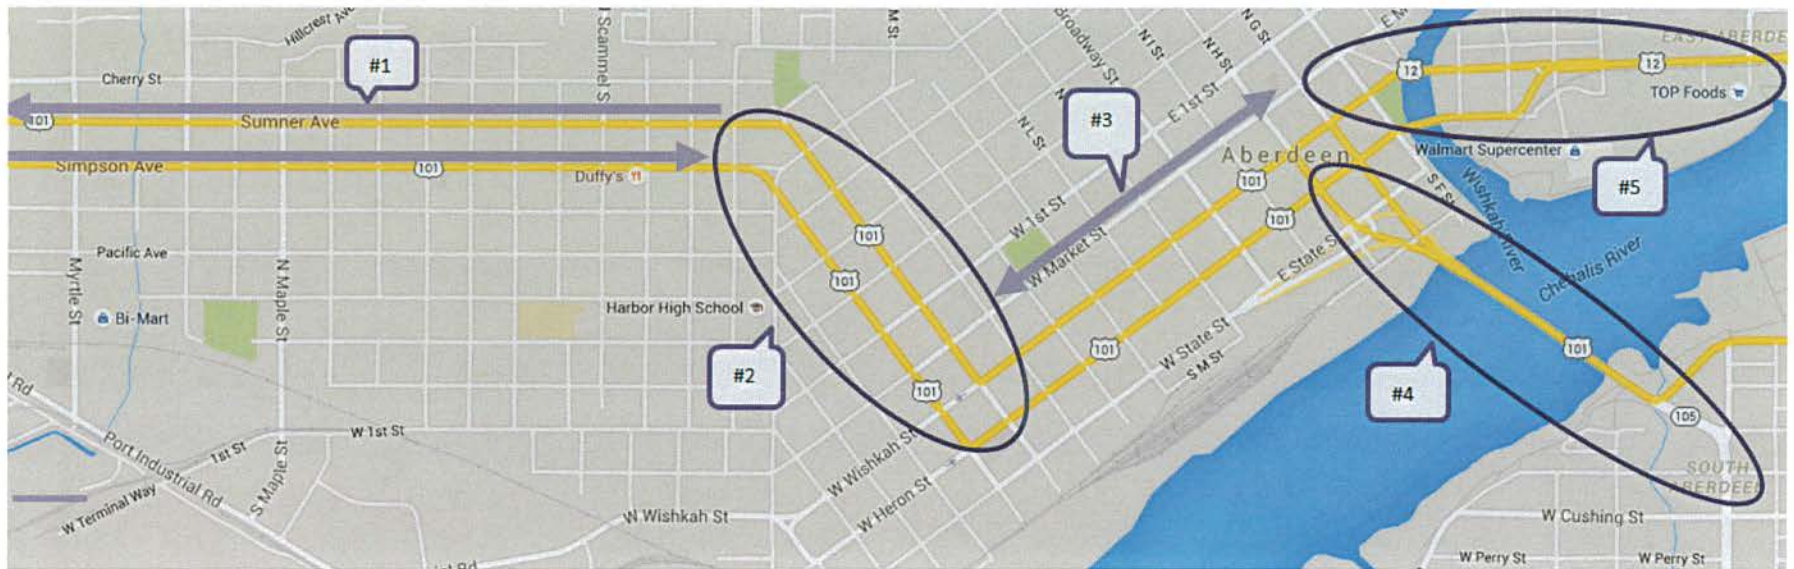 Hillcrest Ave
N Scammel S
M St
Broadway St
N I St
N H St
N G St
E M
EAST ABERDE
#1
12
12
Cherry St
TOP Foods
#3
E 1st St
101
Sumner Ave
N L St
N
Aberdeen
Walmart Supercenter
#5
Simpson Ave
101
Duffy's
101
S F St
Wishkah River
W 1st St
101
101
W Market St
E State S
Pacific Ave
Chehalis River
101
Myrtle St
N Maple St
Harbor High School
Bi-Mart
101
101
W State St
S M St
#2
101
#4
t Rd
105
W 1st St
1st St
Port Industrial Rd
S Maple St
W Wishkah St
SOUTH
ABERDEE
W Terminal Way
W Heron St
W Wishkah St
W Cushing St
W Perry St
W Perry St